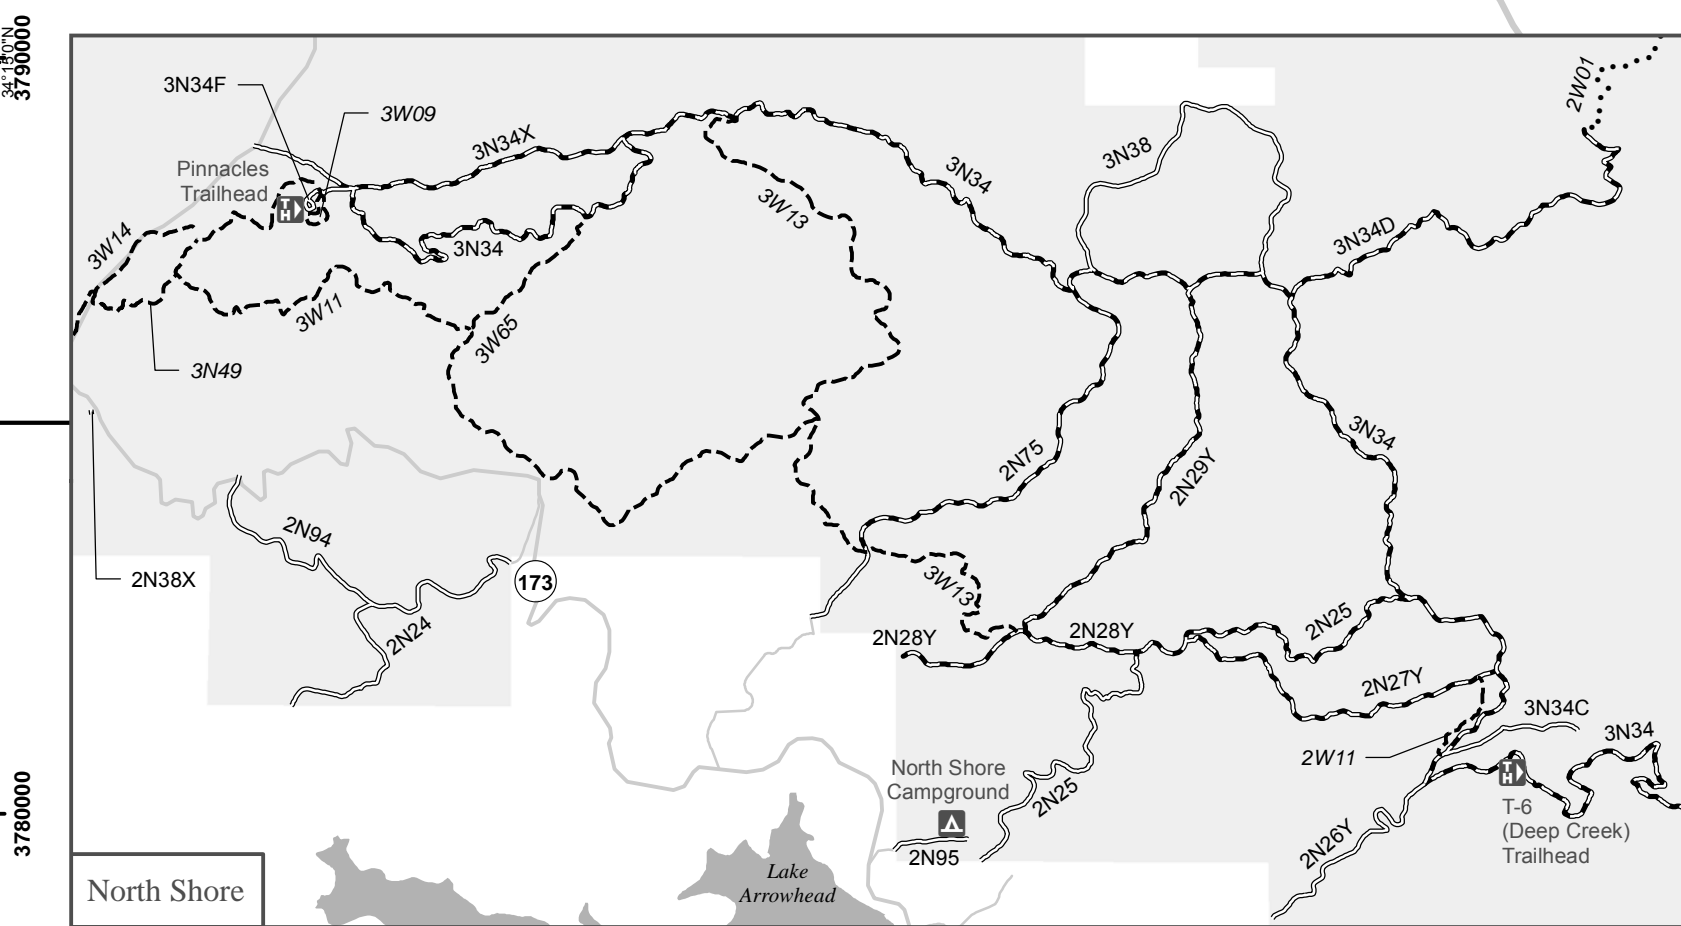 34°15'0"N
3790000
3780000
3N34F
3W09
3N34X
Pinnacles
Trailhead
TH
3W14
3N34
3W11
3W65
3N49
3W13
3N34
3N38
2W01
3N34D
3N34
2N75
2N29Y
2N94
2N38X
173
2N24
3W13
2N28Y
2N28Y
2N25
2N27Y
3N34C
3N34
2W11
TH
T-6
(Deep Creek)
Trailhead
North Shore
Campground
2N25
2N95
2N26Y
Lake
Arrowhead
North Shore